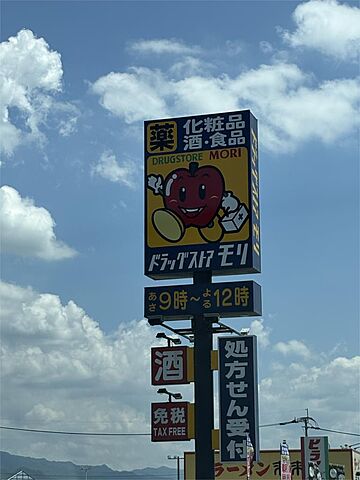 薬
化粧品
酒・食品
DRUGSTORE MORI
ドラッグストア モリ
あさ9時〜よる12時
酒
処方せん受付
免税
TAX FREE
ラーメン